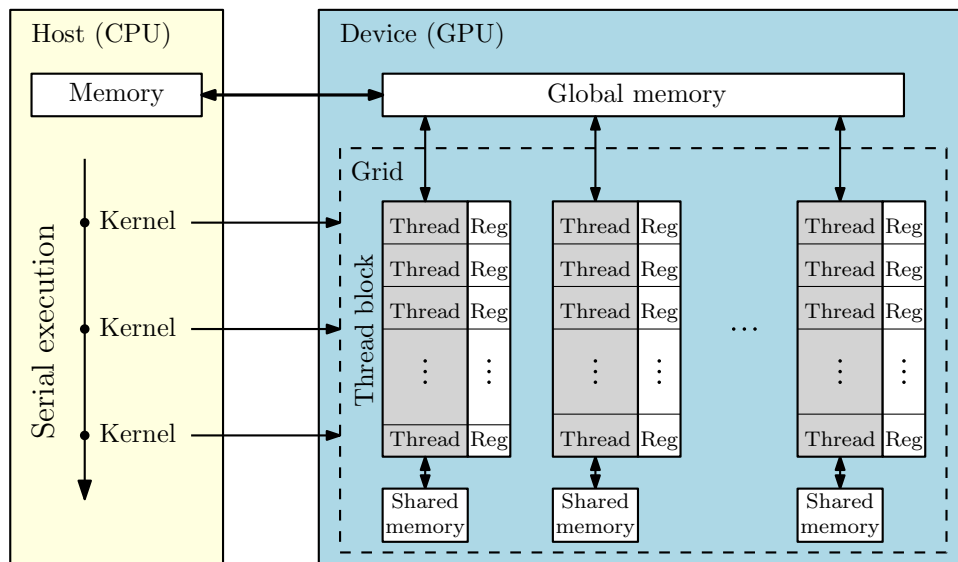 Host (CPU)
Device (GPU)
Memory
Global memory
Grid
Serial execution
Kernel
Kernel
Kernel
Thread block
Thread Reg
Thread Reg
Thread Reg
⋮ ⋮
Thread Reg
Shared
memory
Thread Reg
Thread Reg
Thread Reg
⋮ ⋮
Thread Reg
Shared
memory
...
Thread Reg
Thread Reg
Thread Reg
⋮ ⋮
Thread Reg
Shared
memory